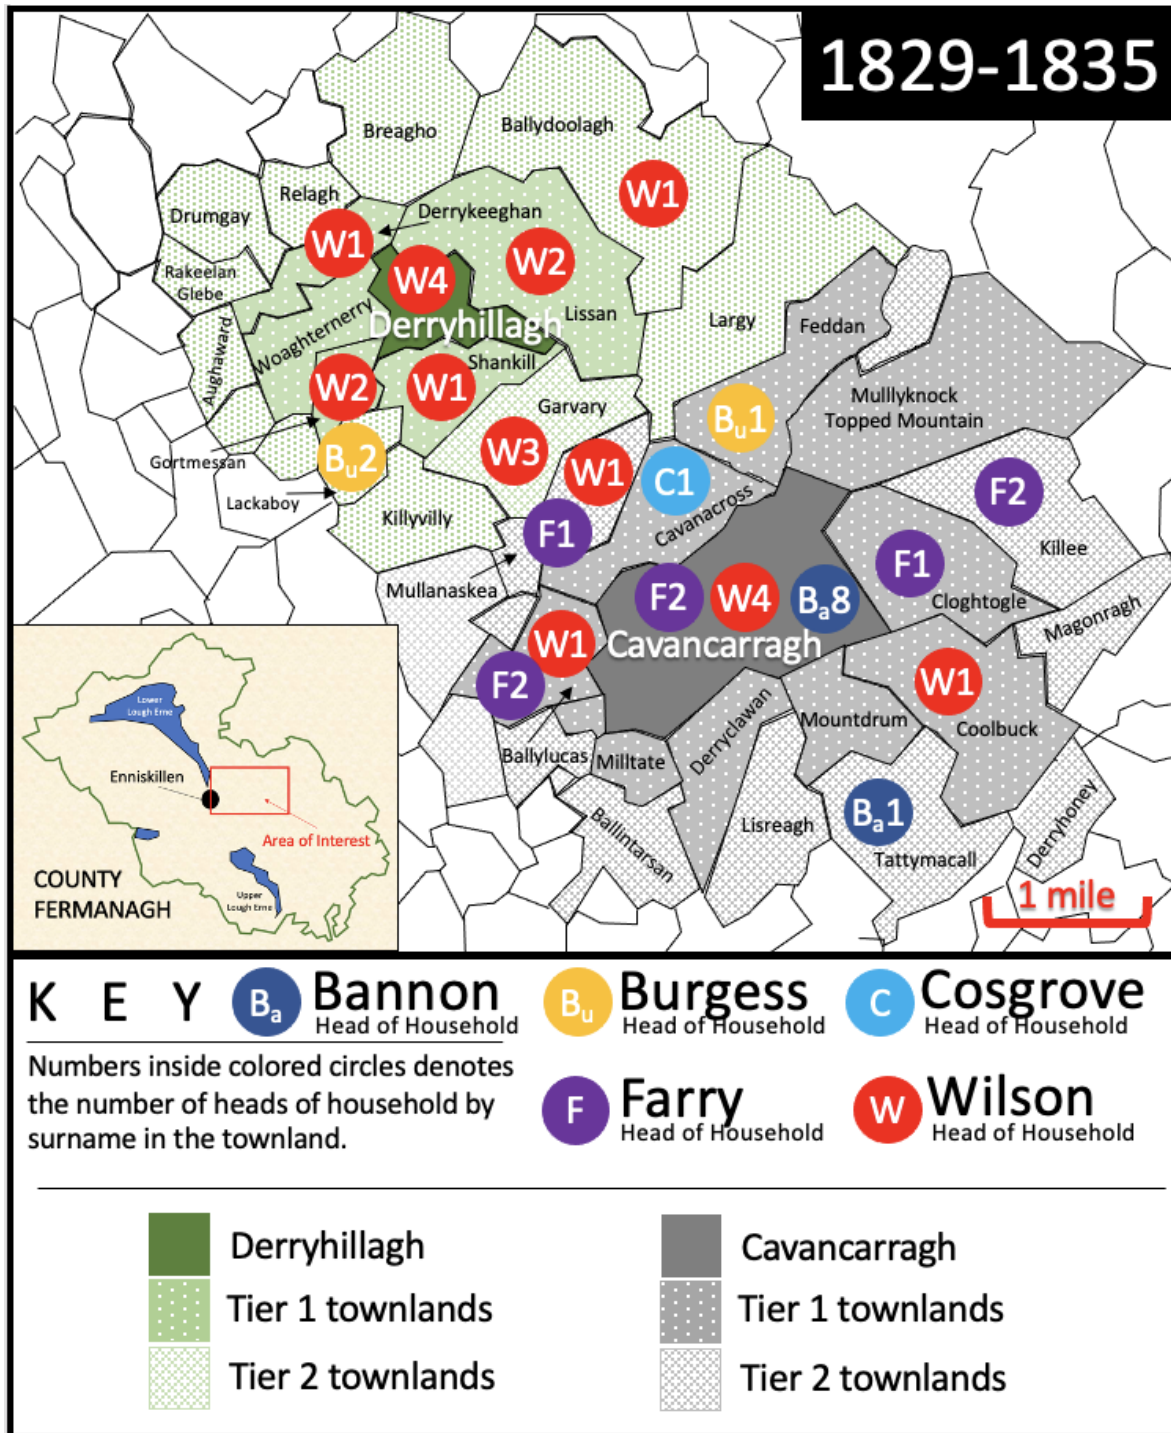 1829-1835
Breagho
Ballydoolagh
Relagh
Drumgay
Derrykeeghan
W1
W1
W2
W4
Rakeelan
Glebe
Lissan
Derryhillagh
Woaghternerry
Aughaward
Largy
Feddan
Shankill
W2
W1
Garvary
Mulllyknock
Topped Mountain
Bu1
W3
W1
C1
Gortmessan
Bu2
F2
Lackaboy
Killyvilly
Cavanacross
F1
Killee
F1
Mullanaskea
F2
W4
Ba8
Cloghtogle
Magonragh
W1
Cavancarragh
F2
W1
Mountdrum
Coolbuck
Derryclawan
Ballylucas
Milltate
Ballintarsan
Lisreagh
Ba1
Tattymacall
Derryhoney
1 mile
Lower
Lough Erne
Enniskillen
Area of Interest
Upper
Lough Erne
COUNTY
FERMANAGH
K E Y
Ba
Bannon
Head of Household
Bu
Burgess
Head of Household
C
Cosgrove
Head of Household
Numbers inside colored circles denotes
the number of heads of household by
surname in the townland.
F
Farry
Head of Household
W
Wilson
Head of Household
Derryhillagh
Cavancarragh
Tier 1 townlands
Tier 1 townlands
Tier 2 townlands
Tier 2 townlands